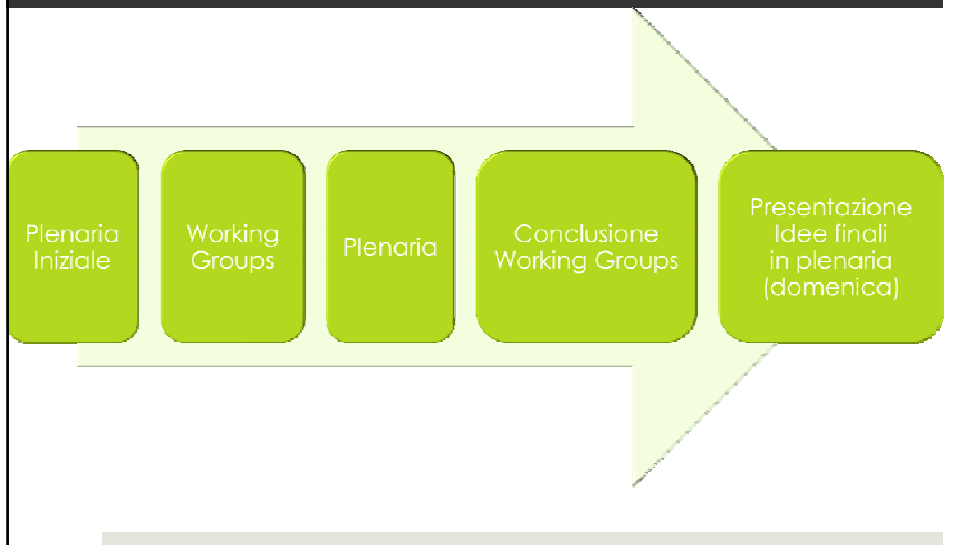 Plenaria
Iniziale
Working
Groups
Plenaria
Conclusione
Working Groups
Presentazione
Idee finali
in plenaria
(domenica)